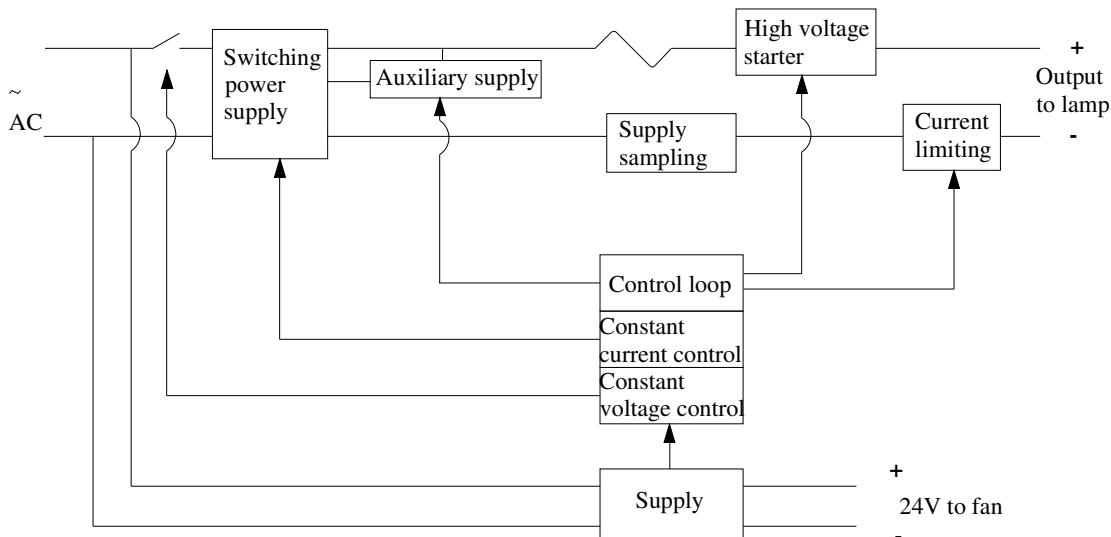 ~
AC
Switching
power
supply
Auxiliary supply
High voltage
starter
+
Output
to lamp
-
Supply
sampling
Current
limiting
Control loop
Constant
current control
Constant
voltage control
Supply
+
24V to fan
-